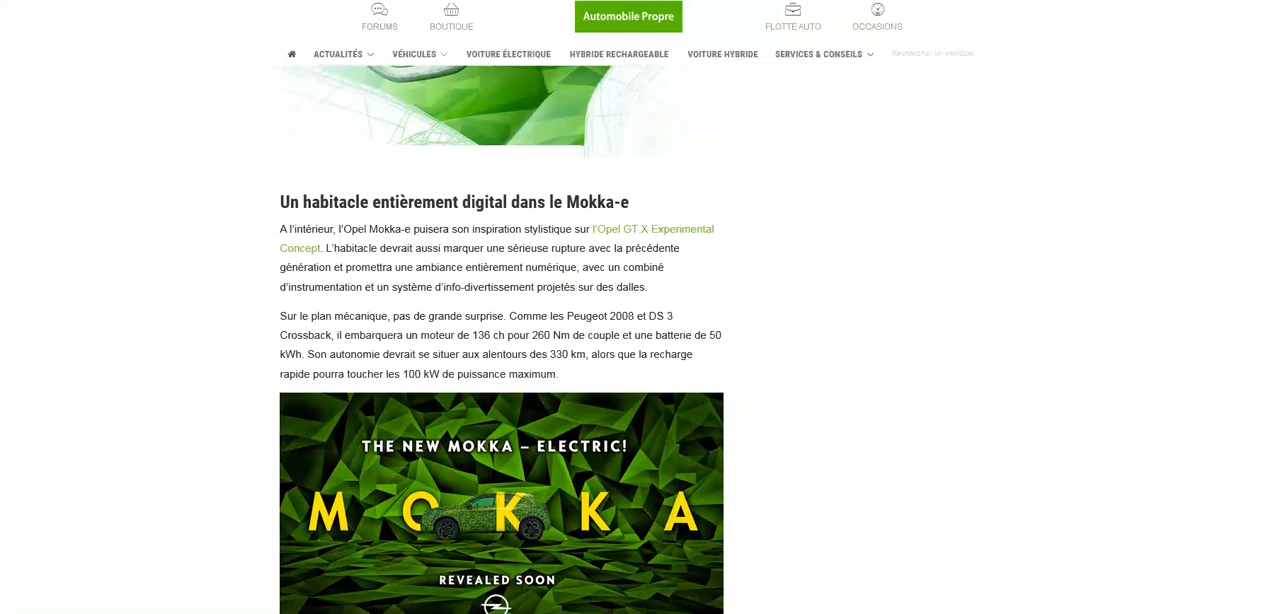 FORUMS
BOUTIQUE
Automobile Propre
FLOTTE AUTO
OCCASIONS
ACTUALITÉS
VÉHICULES
VOITURE ÉLECTRIQUE
HYBRIDE RECHARGEABLE
VOITURE HYBRIDE
SERVICES & CONSEILS
Rechercher un véhicule
Un habitacle entièrement digital dans le Mokka-e
A l’intérieur, l’Opel Mokka-e puisera son inspiration stylistique sur l’Opel GT X Experimental
Concept. L’habitacle devrait aussi marquer une sérieuse rupture avec la précédente
génération et promettra une ambiance entièrement numérique, avec un combiné
d’instrumentation et un système d’info-divertissement projetés sur des dalles.
Sur le plan mécanique, pas de grande surprise. Comme les Peugeot 2008 et DS 3
Crossback, il embarquera un moteur de 136 ch pour 260 Nm de couple et une batterie de 50
kWh. Son autonomie devrait se situer aux alentours des 330 km, alors que la recharge
rapide pourra toucher les 100 kW de puissance maximum.
THE NEW MOKKA – ELECTRIC!
MOKKA
REVEALED SOON